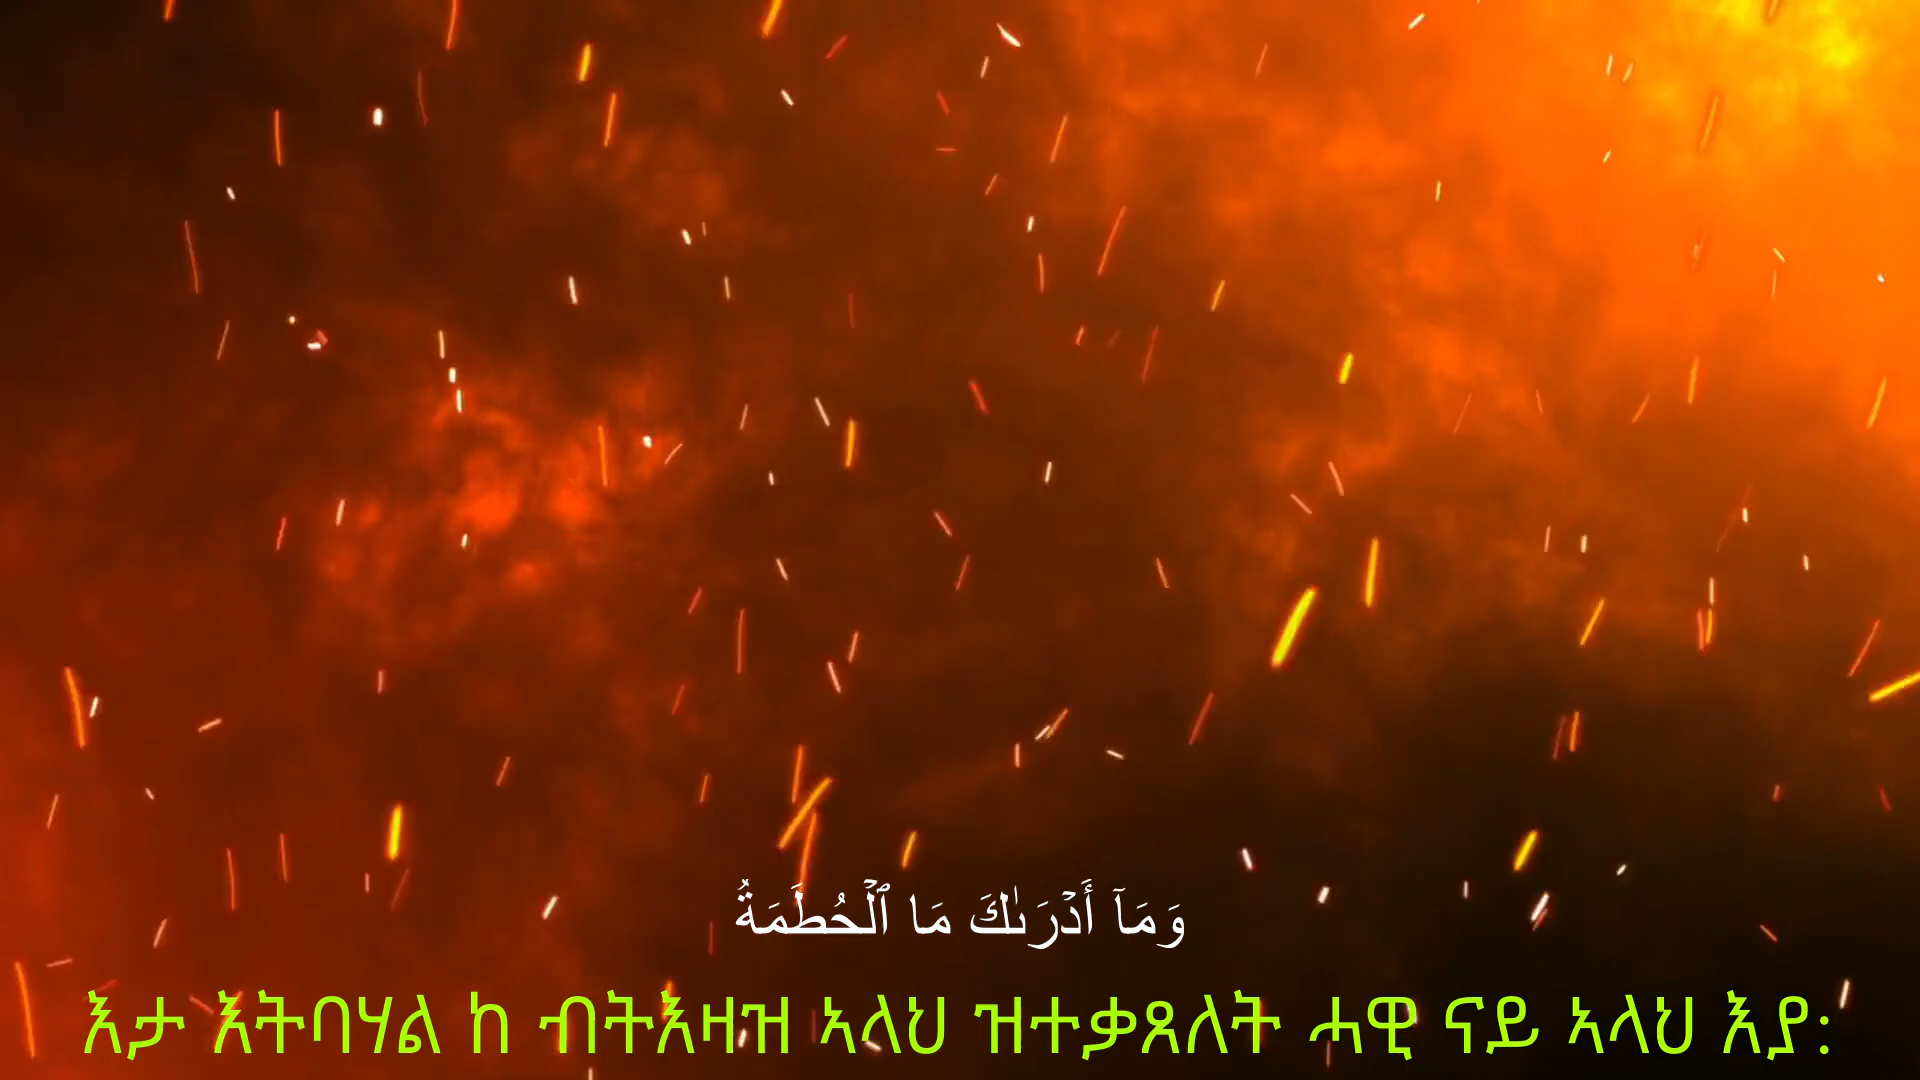 وَمَآ أَدۡرَىٰكَ مَا ٱلۡحُطَمَةُ
እታ እትባሃል ከ ብትእዛዝ ኣላህ ዝተቃጸለት ሓዊ ናይ ኣላህ እያ፡